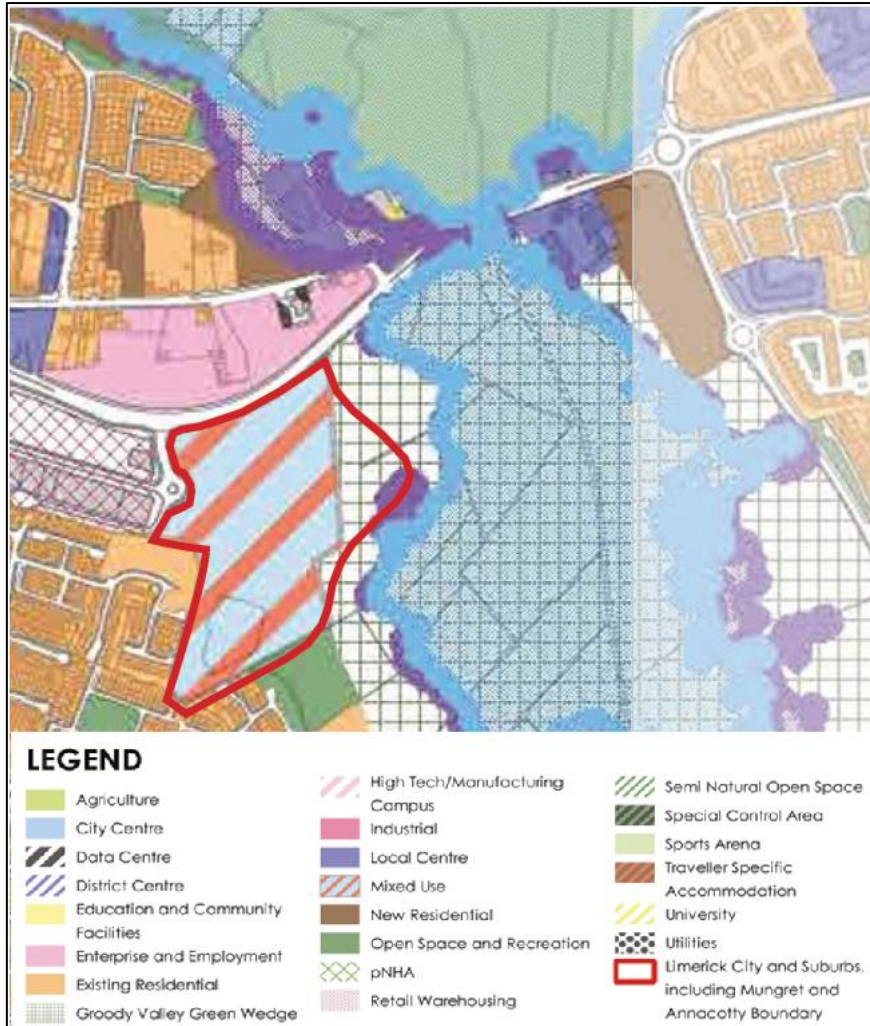 LEGEND
Agriculture
City Centre
Data Centre
District Centre
Education and Community
Facilities
Enterprise and Employment
Existing Residential
Groody Valley Green Wedge
High Tech/Manufacturing
Campus
Industrial
Local Centre
Mixed Use
New Residential
Open Space and Recreation
pNHA
Retail Warehousing
Semi Natural Open Space
Special Control Area
Sports Arena
Traveller Specific
Accommodation
University
Utilities
Limerick City and Suburbs,
including Mungret and
Annacotty Boundary